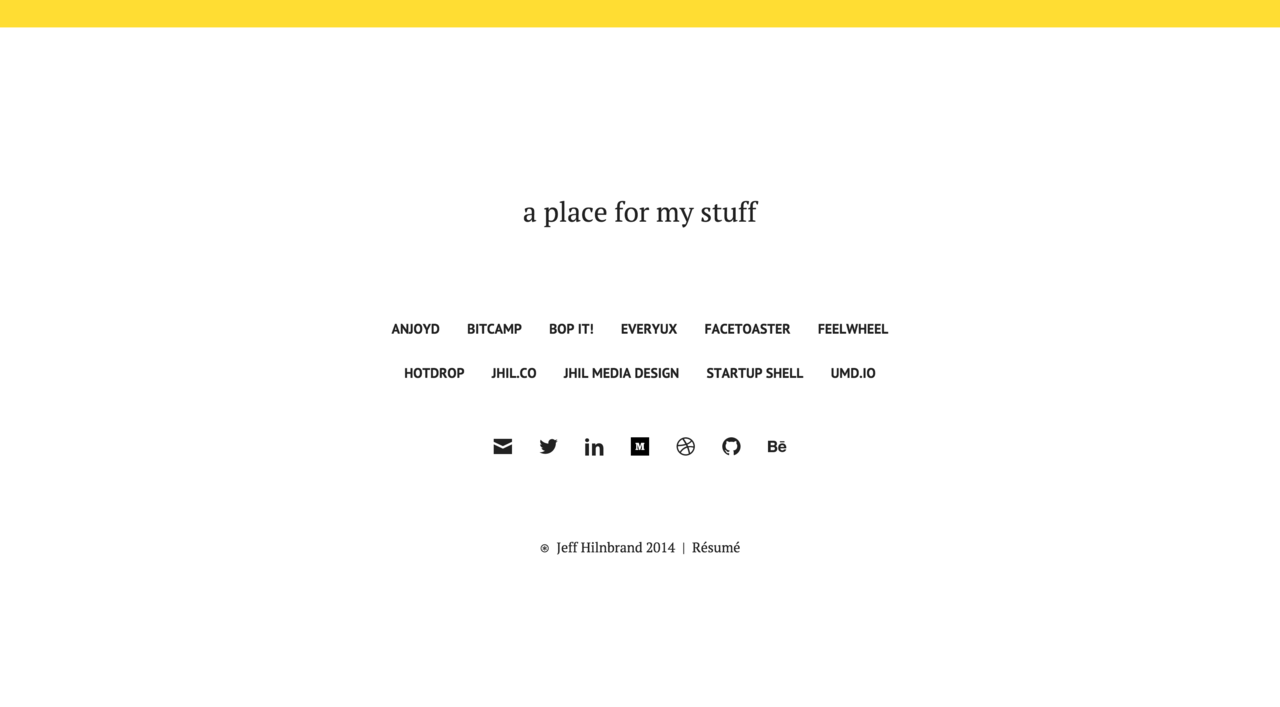 a place for my stuff
ANJOYD BITCAMP BOP IT! EVERYUX FACETOASTER FEELWHEEL
HOTDROP JHIL.CO JHIL MEDIA DESIGN STARTUP SHELL UMD.IO
in M Bē
® Jeff Hilnbrand 2014 | Résumé